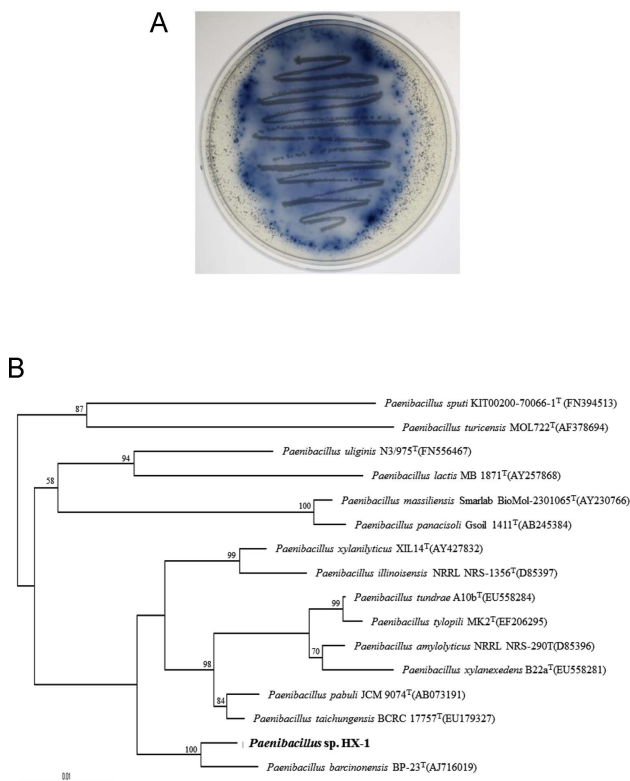 A
B
87
Paenibacillus sputi KIT00200-70066-1ᵀ(FN394513)
Paenibacillus turicensis MOL722ᵀ(AF378694)
58
94
Paenibacillus uliginis N3/975ᵀ(FN556467)
Paenibacillus lactis MB 1871ᵀ(AY257868)
100
Paenibacillus massiliensis Smarlab BioMol-2301065ᵀ(AY230766)
Paenibacillus panacisoli Gsoil 1411ᵀ(AB245384)
99
Paenibacillus xylanilyticus XIL14ᵀ(AY427832)
Paenibacillus illinoisensis NRRL NRS-1356ᵀ(D85397)
99
Paenibacillus tundrae A10bᵀ(EU558284)
Paenibacillus tylopili MK2ᵀ(EF206295)
70
Paenibacillus amylolyticus NRRL NRS-290T(D85396)
Paenibacillus xylanexedens B22aᵀ(EU558281)
98
84
Paenibacillus pabuli JCM 9074ᵀ(AB073191)
Paenibacillus taichungensis BCRC 17757ᵀ(EU179327)
100
Paenibacillus sp. HX-1
Paenibacillus barcinonensis BP-23ᵀ(AJ716019)
0.01